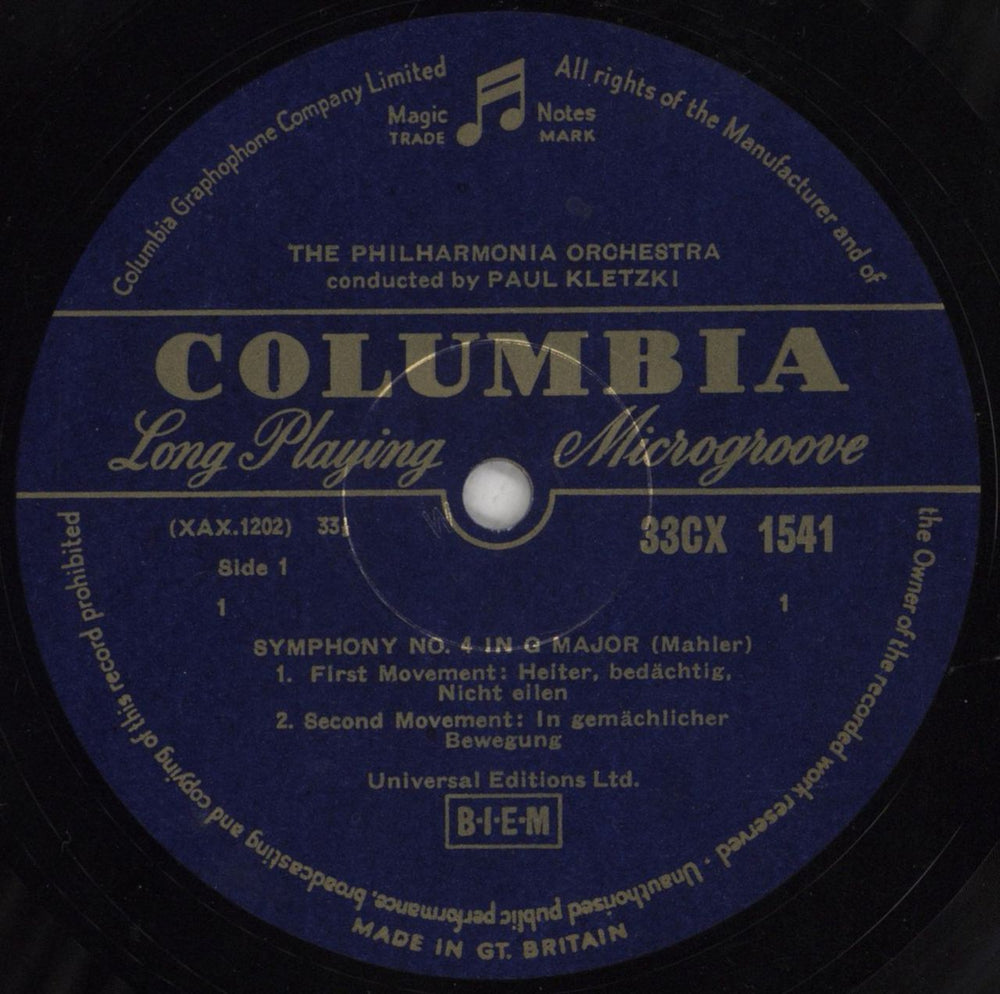 Columbia Graphophone Company Limited
Magic Notes
TRADE MARK
All rights of the Manufacturer and of
the Owner of the recorded work reserved · Unauthorised public performance, broadcasting and copying of this record prohibited
THE PHILHARMONIA ORCHESTRA
conducted by PAUL KLETZKI
COLUMBIA
Long Playing Microgroove
(XAX.1202) 33⅓ 33CX 1541
Side 1
1 1
SYMPHONY NO. 4 IN G MAJOR (Mahler)
1. First Movement: Heiter, bedächtig,
Nicht eilen
2. Second Movement: In gemächlicher
Bewegung
Universal Editions Ltd.
B·I·E·M
MADE IN GT. BRITAIN